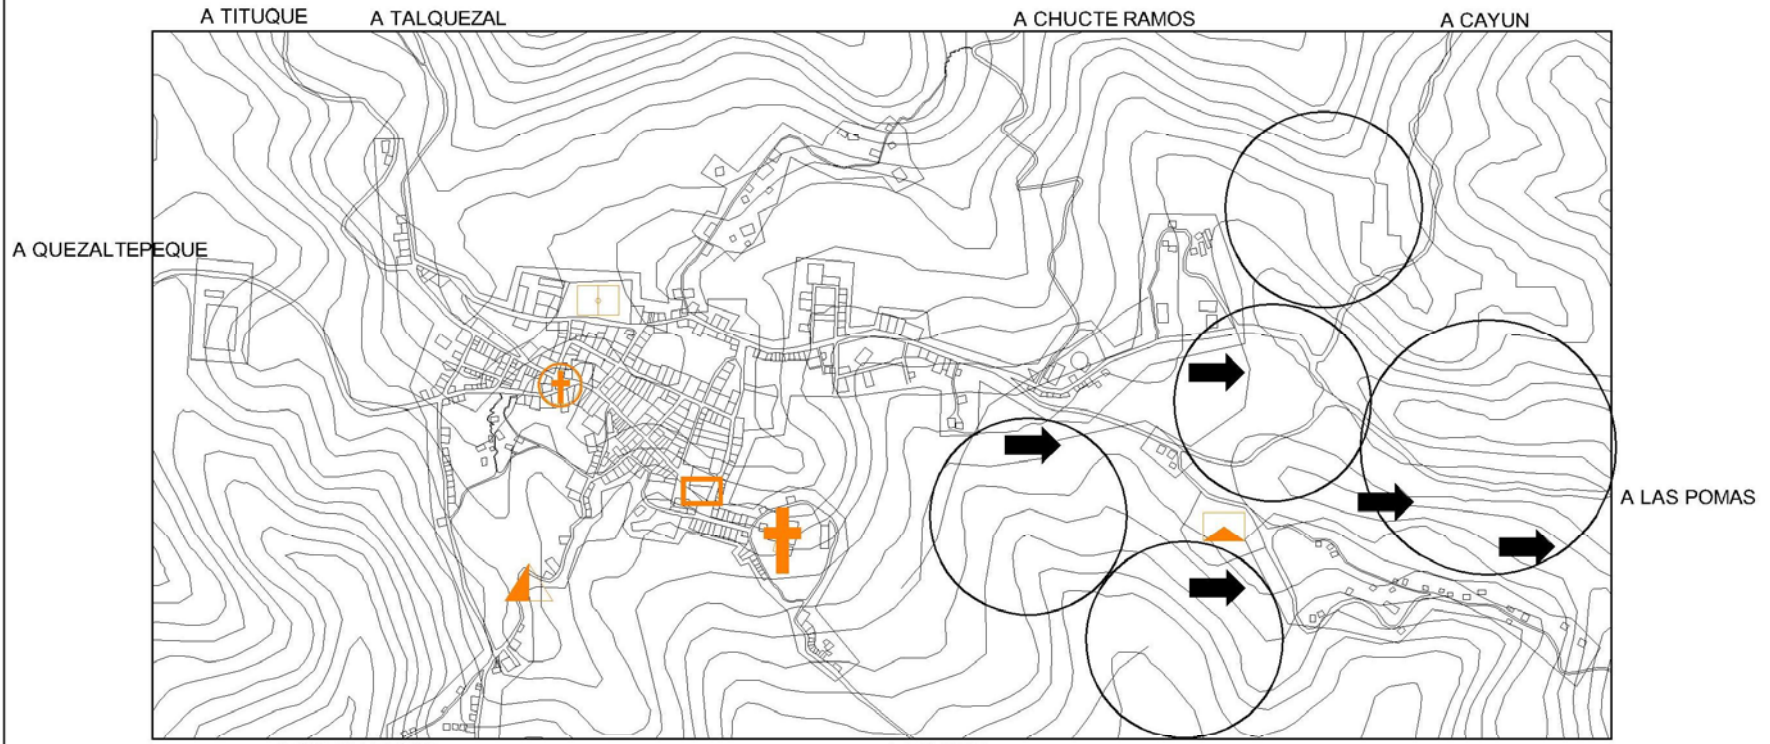 A TITUQUE
A TALQUEZAL
A CHUCTE RAMOS
A CAYUN
A QUEZALTEPEQUE
A LAS POMAS